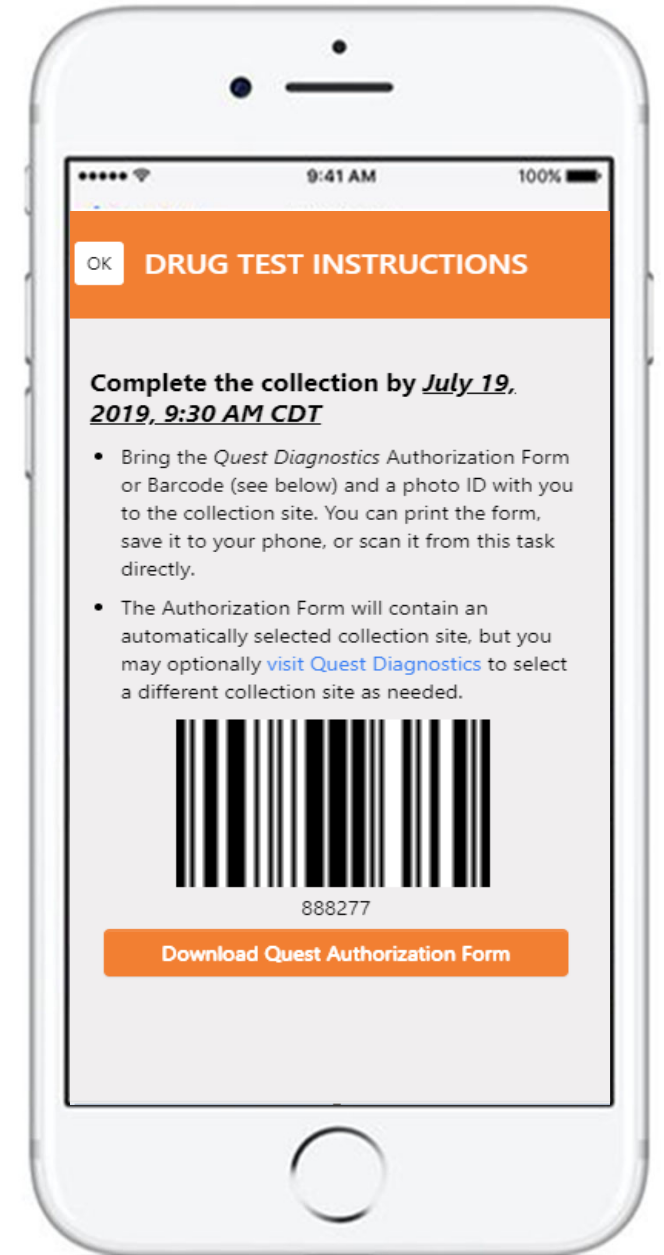 9:41 AM
100%
OK
DRUG TEST INSTRUCTIONS
Complete the collection by July 19,
2019, 9:30 AM CDT
• Bring the Quest Diagnostics Authorization Form
or Barcode (see below) and a photo ID with you
to the collection site. You can print the form,
save it to your phone, or scan it from this task
directly.
• The Authorization Form will contain an
automatically selected collection site, but you
may optionally visit Quest Diagnostics to select
a different collection site as needed.
888277
Download Quest Authorization Form